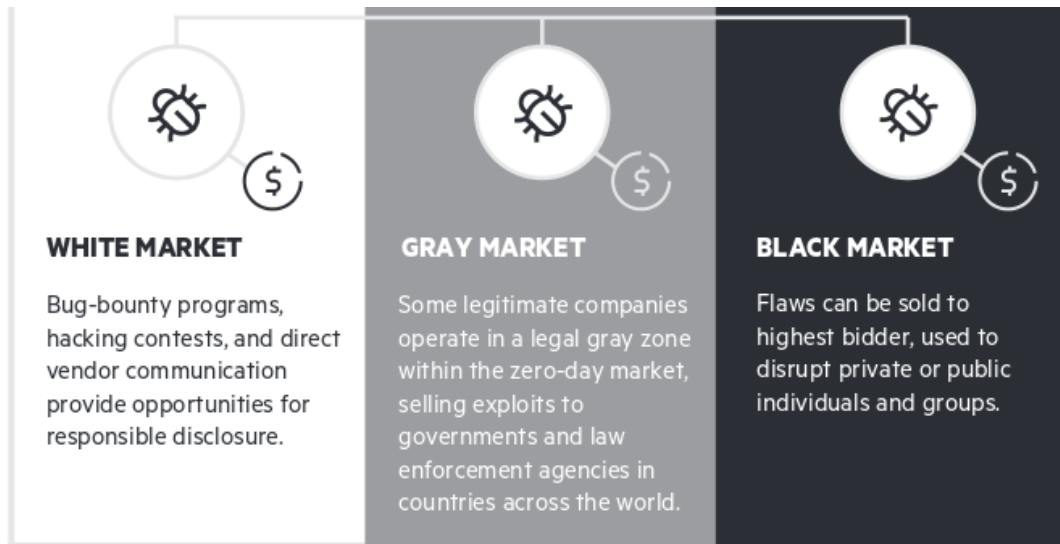 $
$
$
WHITE MARKET
Bug-bounty programs,
hacking contests, and direct
vendor communication
provide opportunities for
responsible disclosure.
GRAY MARKET
Some legitimate companies
operate in a legal gray zone
within the zero-day market,
selling exploits to
governments and law
enforcement agencies in
countries across the world.
BLACK MARKET
Flaws can be sold to
highest bidder, used to
disrupt private or public
individuals and groups.